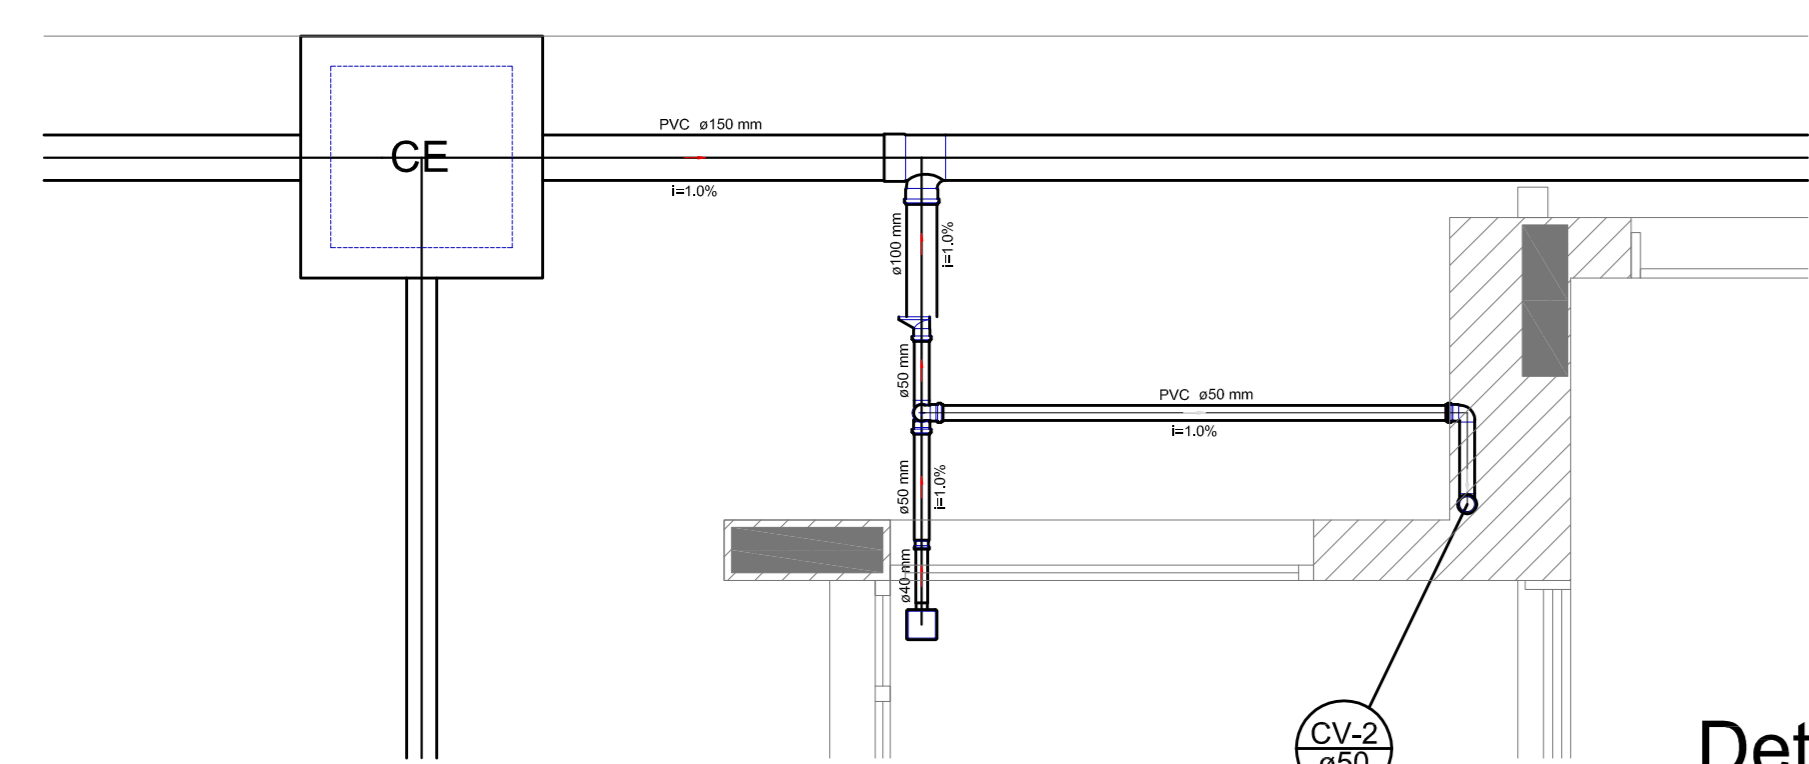 PVC ø150 mm
CE
i=1.0%
ø100 mm
i=1.0%
ø50 mm
PVC ø50 mm
i=1.0%
ø50 mm
i=1.0%
ø40 mm
CV-2
ø50
Det